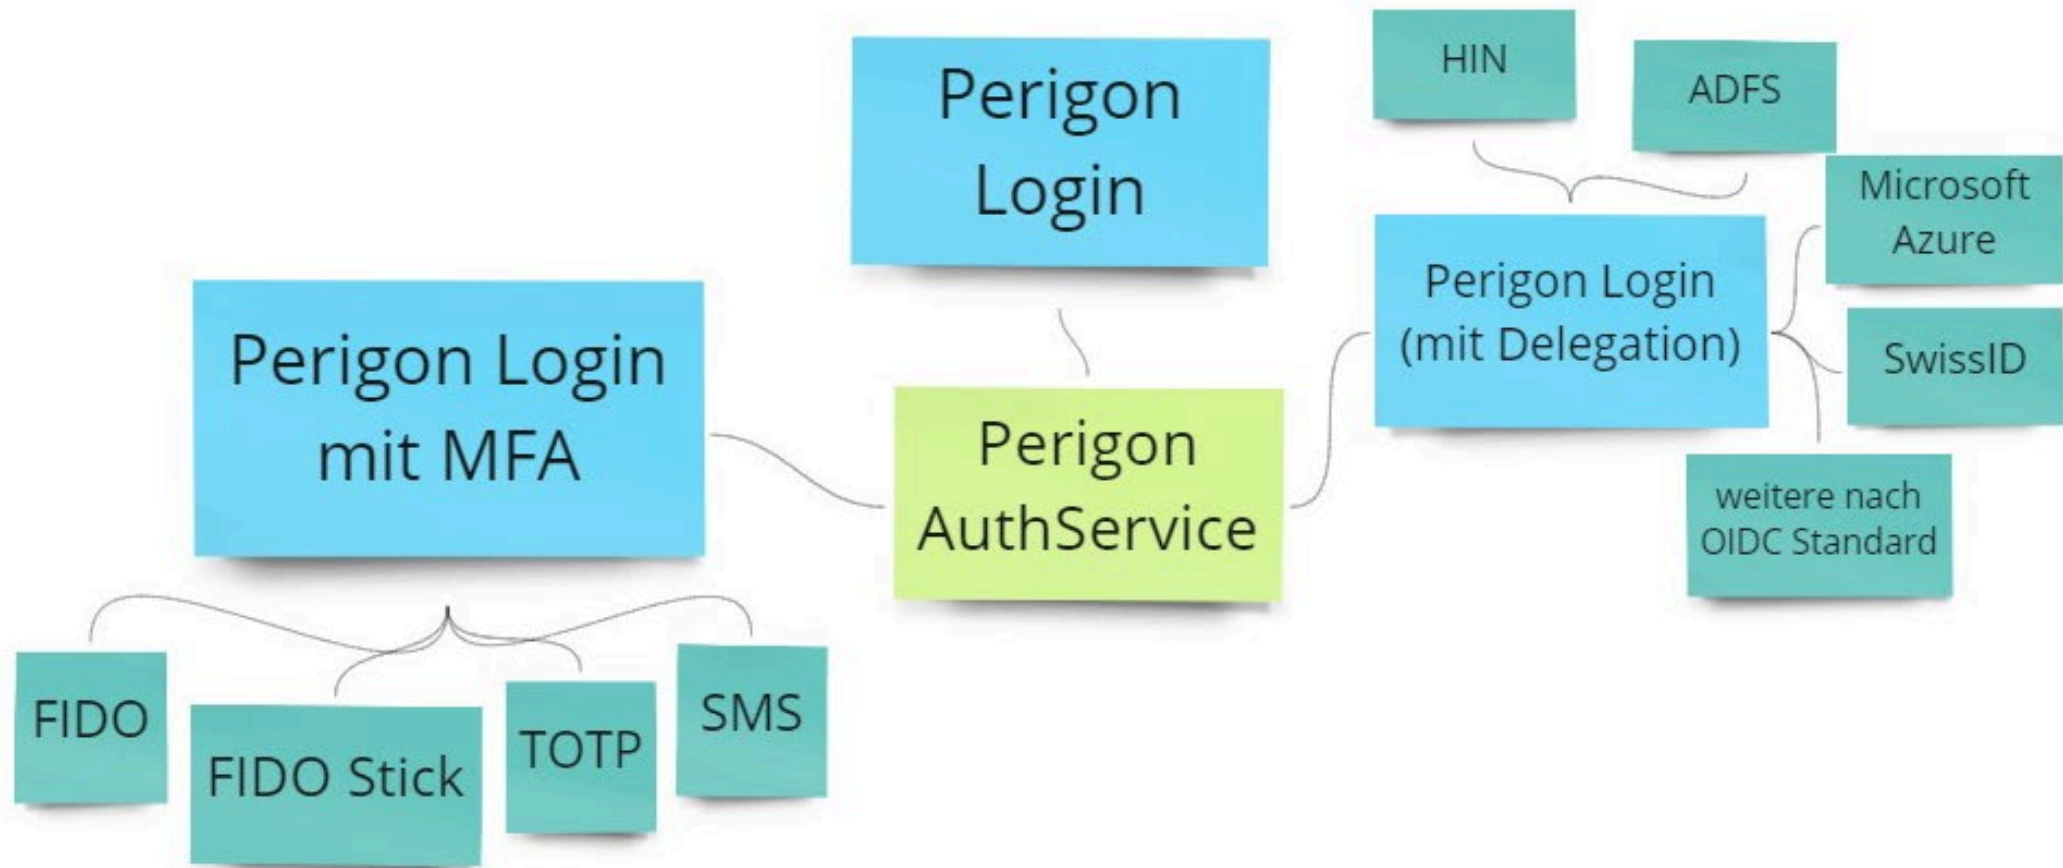 HIN
ADFS
Perigon
Login
Microsoft
Azure
Perigon Login
(mit Delegation)
SwissID
Perigon Login
mit MFA
Perigon
AuthService
weitere nach
OIDC Standard
FIDO
FIDO Stick
TOTP
SMS